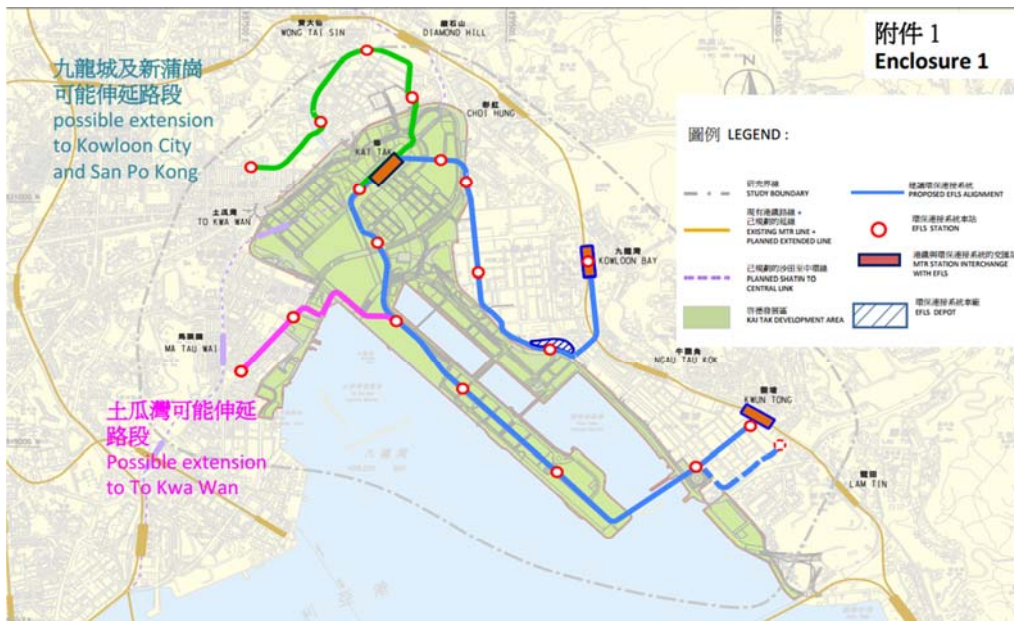 附件 1
Enclosure 1
黃大仙
WONG TAI SIN
鑽石山
DIAMOND HILL
九龍城及新蒲崗
可能伸延路段
possible extension
to Kowloon City
and San Po Kong
彩虹
CHOI HUNG
KAI TAK
土瓜灣
TO KWA WAN
九龍灣
KOWLOON BAY
馬頭圍
MA TAU WAI
牛頭角
NGAU TAU KOK
觀塘
KWUN TONG
藍田
LAM TIN
土瓜灣可能伸延
路段
Possible extension
to To Kwa Wan
圖例 LEGEND :
研究界線
STUDY BOUNDARY
現有港鐵路線 +
已規劃的延線
EXISTING MTR LINE +
PLANNED EXTENDED LINE
已規劃的沙田至中環線
PLANNED SHATIN TO
CENTRAL LINK
啓德發展區
KAI TAK DEVELOPMENT AREA
建議環保連接系統
PROPOSED EFLS ALIGNMENT
環保連接系統車站
EFLS STATION
港鐵與環保連接系統的交匯站
MTR STATION INTERCHANGE
WITH EFLS
環保連接系統車廠
EFLS DEPOT